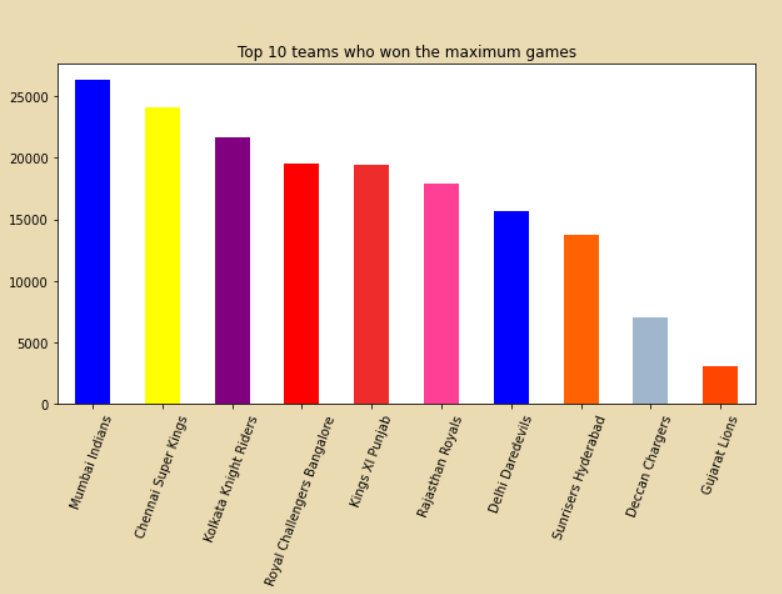 Top 10 teams who won the maximum games
25000
20000
15000
10000
5000
0
Mumbai Indians
Chennai Super Kings
Kolkata Knight Riders
Royal Challengers Bangalore
Kings XI Punjab
Rajasthan Royals
Delhi Daredevils
Sunrisers Hyderabad
Deccan Chargers
Gujarat Lions